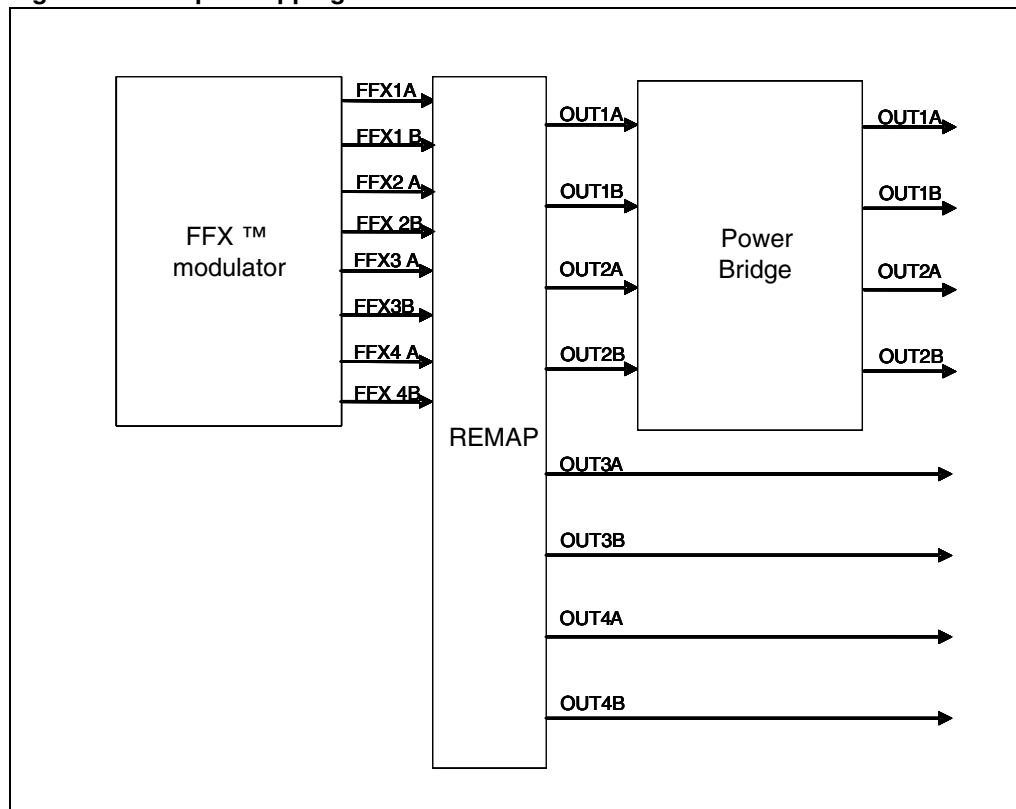 FFX1A
FFX1 B
FFX2 A
FFX 2B
FFX3 A
FFX3B
FFX4 A
FFX 4B
FFX ™
modulator
REMAP
OUT1A
OUT1B
OUT2A
OUT2B
OUT3A
OUT3B
OUT4A
OUT4B
Power
Bridge
OUT1A
OUT1B
OUT2A
OUT2B